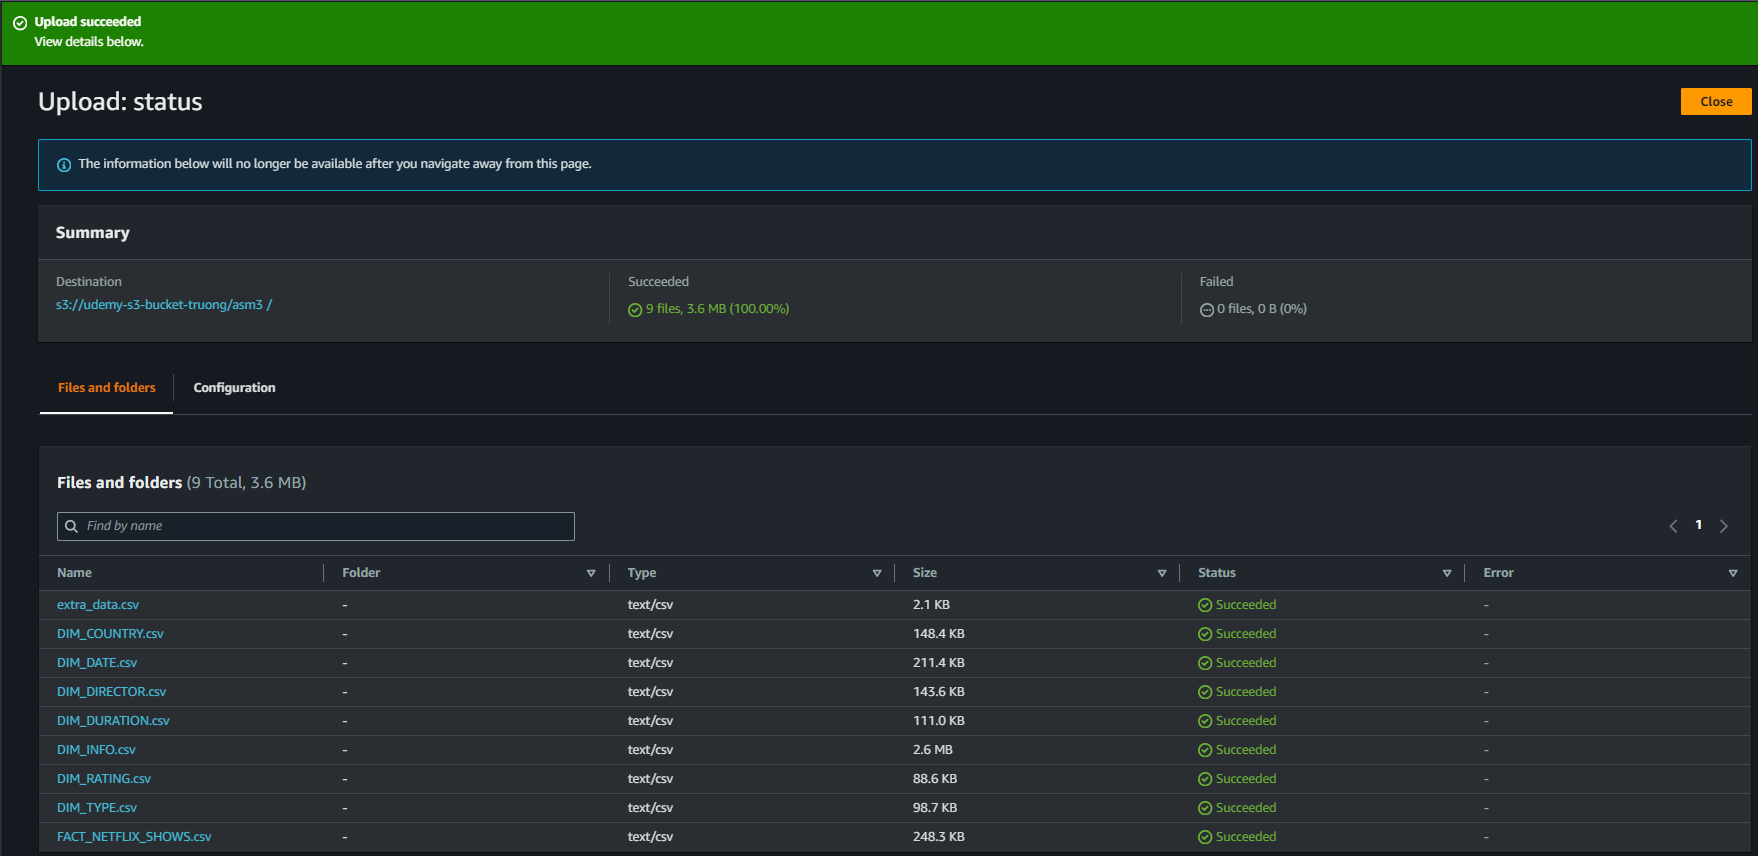 Upload succeeded
View details below.
Upload: status
Close
The information below will no longer be available after you navigate away from this page.
Summary
Destination
s3://udemy-s3-bucket-truong/asm3 /
Succeeded
9 files, 3.6 MB (100.00%)
Failed
0 files, 0 B (0%)
Files and folders
Configuration
Files and folders (9 Total, 3.6 MB)
Find by name
1
Name Folder Type Size Status Error
extra_data.csv - text/csv 2.1 KB Succeeded -
DIM_COUNTRY.csv - text/csv 148.4 KB Succeeded -
DIM_DATE.csv - text/csv 211.4 KB Succeeded -
DIM_DIRECTOR.csv - text/csv 143.6 KB Succeeded -
DIM_DURATION.csv - text/csv 111.0 KB Succeeded -
DIM_INFO.csv - text/csv 2.6 MB Succeeded -
DIM_RATING.csv - text/csv 88.6 KB Succeeded -
DIM_TYPE.csv - text/csv 98.7 KB Succeeded -
FACT_NETFLIX_SHOWS.csv - text/csv 248.3 KB Succeeded -